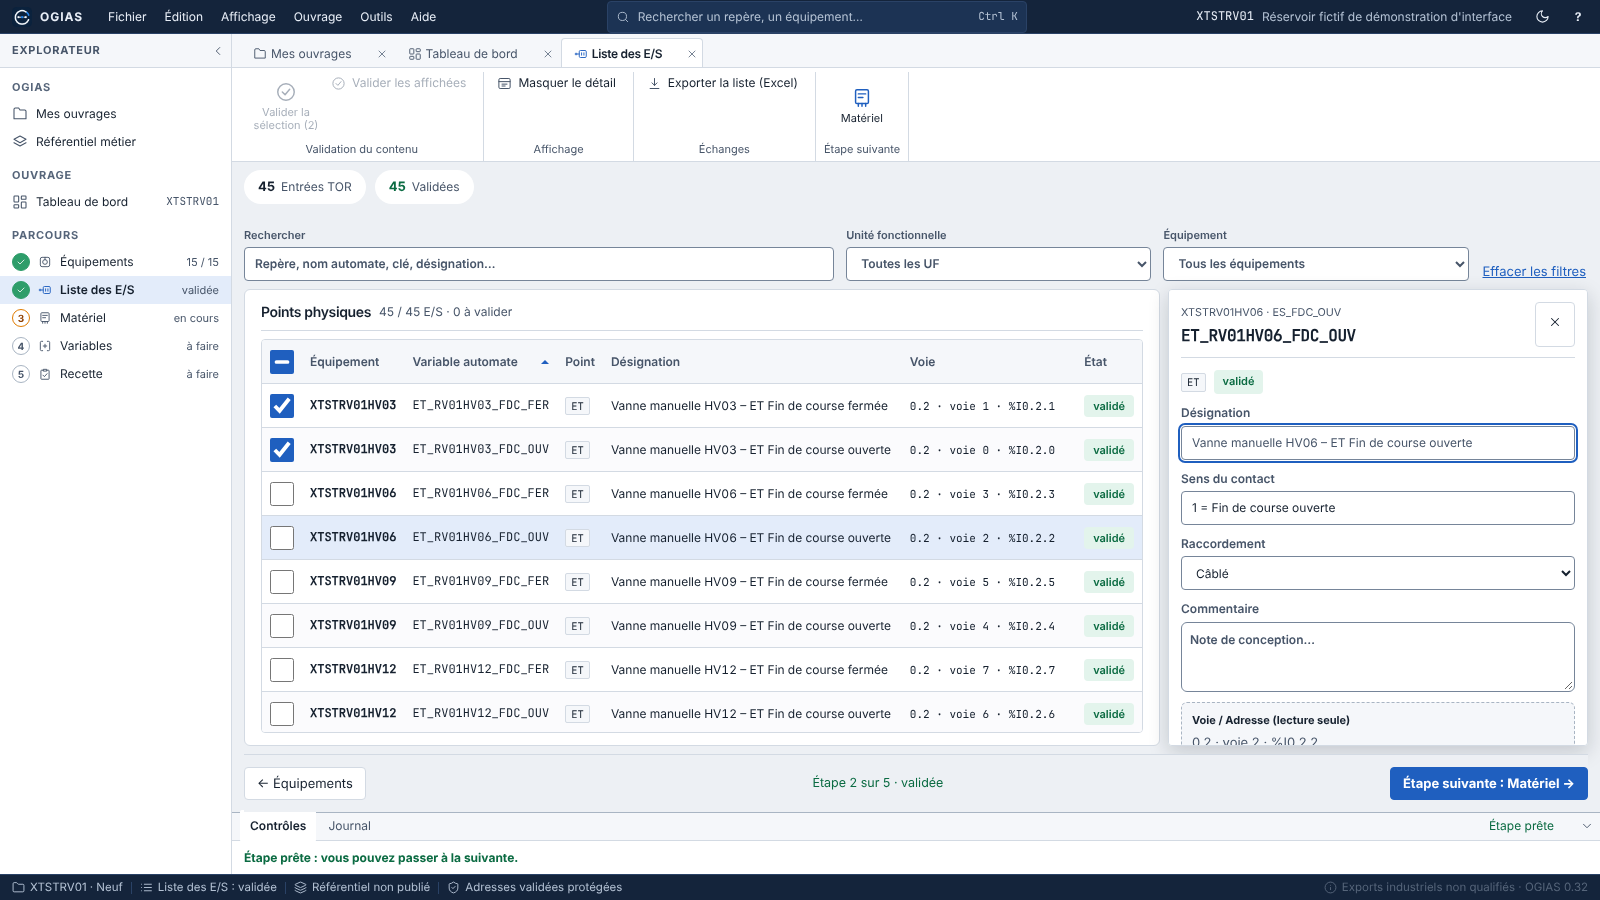 OGIAS Fichier Édition Affichage Ouvrage Outils Aide Rechercher un repère, un équipement... Ctrl K XTSTRV01 Réservoir fictif de démonstration d'interface ?
EXPLORATEUR
Mes ouvrages Tableau de bord Liste des E/S
OGIAS
Mes ouvrages
Référentiel métier
OUVRAGE
Tableau de bord XTSTRV01
PARCOURS
Équipements 15 / 15
Liste des E/S validée
3 Matériel en cours
4 Variables à faire
5 Recette à faire
Valider la sélection (2)
Valider les affichées
Validation du contenu
Masquer le détail
Affichage
Exporter la liste (Excel)
Échanges
Matériel
Étape suivante
45 Entrées TOR
45 Validées
Rechercher
Repère, nom automate, clé, désignation...
Unité fonctionnelle
Toutes les UF
Équipement
Tous les équipements
Effacer les filtres
Points physiques 45 / 45 E/S · 0 à valider
Équipement Variable automate Point Désignation Voie État
XTSTRV01HV03 ET_RV01HV03_FDC_FER ET Vanne manuelle HV03 – ET Fin de course fermée 0.2 · voie 1 · %I0.2.1 validé
XTSTRV01HV03 ET_RV01HV03_FDC_OUV ET Vanne manuelle HV03 – ET Fin de course ouverte 0.2 · voie 0 · %I0.2.0 validé
XTSTRV01HV06 ET_RV01HV06_FDC_FER ET Vanne manuelle HV06 – ET Fin de course fermée 0.2 · voie 3 · %I0.2.3 validé
XTSTRV01HV06 ET_RV01HV06_FDC_OUV ET Vanne manuelle HV06 – ET Fin de course ouverte 0.2 · voie 2 · %I0.2.2 validé
XTSTRV01HV09 ET_RV01HV09_FDC_FER ET Vanne manuelle HV09 – ET Fin de course fermée 0.2 · voie 5 · %I0.2.5 validé
XTSTRV01HV09 ET_RV01HV09_FDC_OUV ET Vanne manuelle HV09 – ET Fin de course ouverte 0.2 · voie 4 · %I0.2.4 validé
XTSTRV01HV12 ET_RV01HV12_FDC_FER ET Vanne manuelle HV12 – ET Fin de course fermée 0.2 · voie 7 · %I0.2.7 validé
XTSTRV01HV12 ET_RV01HV12_FDC_OUV ET Vanne manuelle HV12 – ET Fin de course ouverte 0.2 · voie 6 · %I0.2.6 validé
XTSTRV01HV06 · ES_FDC_OUV
ET_RV01HV06_FDC_OUV
ET validé
Désignation
Vanne manuelle HV06 – ET Fin de course ouverte
Sens du contact
1 = Fin de course ouverte
Raccordement
Câblé
Commentaire
Note de conception...
Voie / Adresse (lecture seule)
0.2 · voie 2 · %I0.2.2
← Équipements Étape 2 sur 5 · validée Étape suivante : Matériel →
Contrôles Journal Étape prête
Étape prête : vous pouvez passer à la suivante.
XTSTRV01 · Neuf Liste des E/S : validée Référentiel non publié Adresses validées protégées Exports industriels non qualifiés · OGIAS 0.32